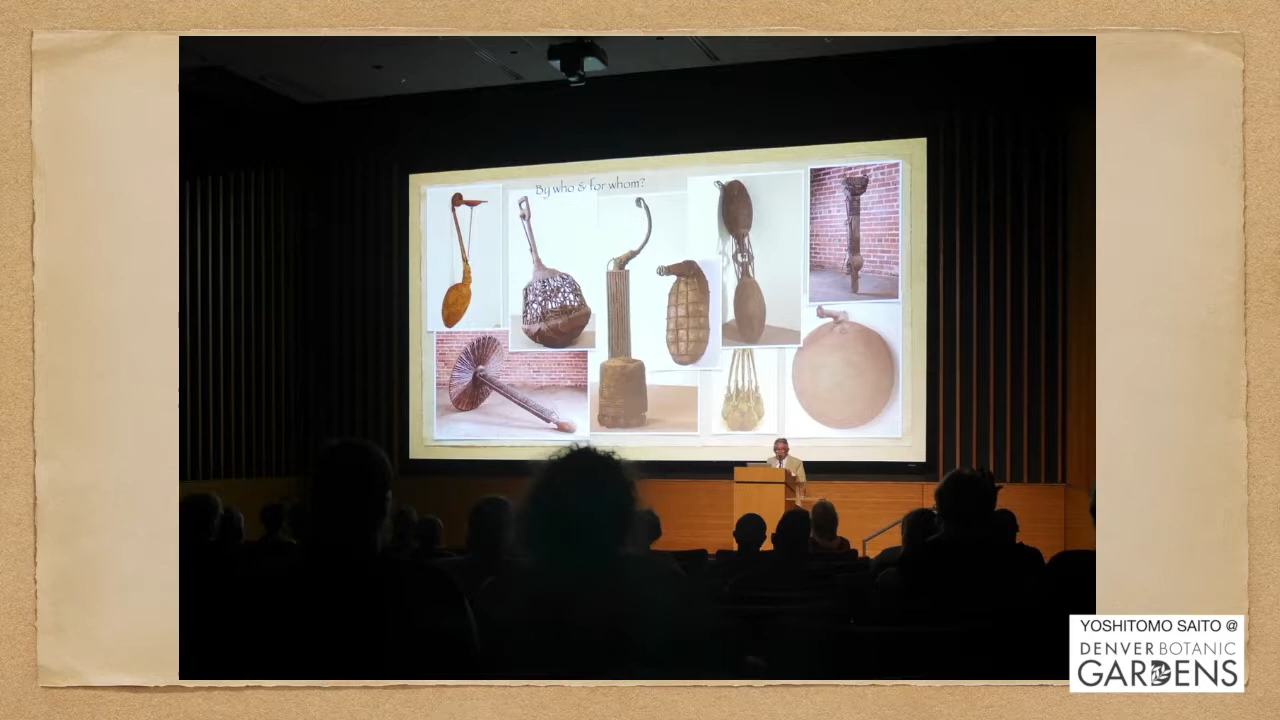 By who & for whom?
YOSHITOMO SAITO @
DENVER BOTANIC
GARDENS